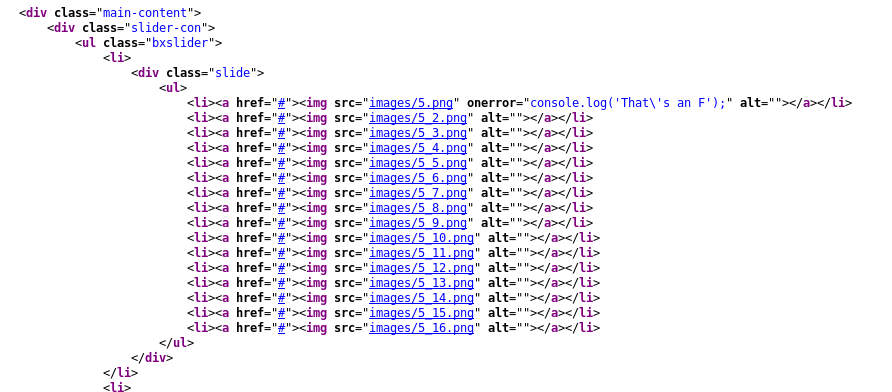 <div class="main-content">
<div class="slider-con">
<ul class="bxslider">
<li>
<div class="slide">
<ul>
<li><a href="#"><img src="images/5.png" onerror="console.log('That\'s an F');" alt=""></a></li>
<li><a href="#"><img src="images/5_2.png" alt=""></a></li>
<li><a href="#"><img src="images/5_3.png" alt=""></a></li>
<li><a href="#"><img src="images/5_4.png" alt=""></a></li>
<li><a href="#"><img src="images/5_5.png" alt=""></a></li>
<li><a href="#"><img src="images/5_6.png" alt=""></a></li>
<li><a href="#"><img src="images/5_7.png" alt=""></a></li>
<li><a href="#"><img src="images/5_8.png" alt=""></a></li>
<li><a href="#"><img src="images/5_9.png" alt=""></a></li>
<li><a href="#"><img src="images/5_10.png" alt=""></a></li>
<li><a href="#"><img src="images/5_11.png" alt=""></a></li>
<li><a href="#"><img src="images/5_12.png" alt=""></a></li>
<li><a href="#"><img src="images/5_13.png" alt=""></a></li>
<li><a href="#"><img src="images/5_14.png" alt=""></a></li>
<li><a href="#"><img src="images/5_15.png" alt=""></a></li>
<li><a href="#"><img src="images/5_16.png" alt=""></a></li>
</ul>
</div>
</li>
<li>